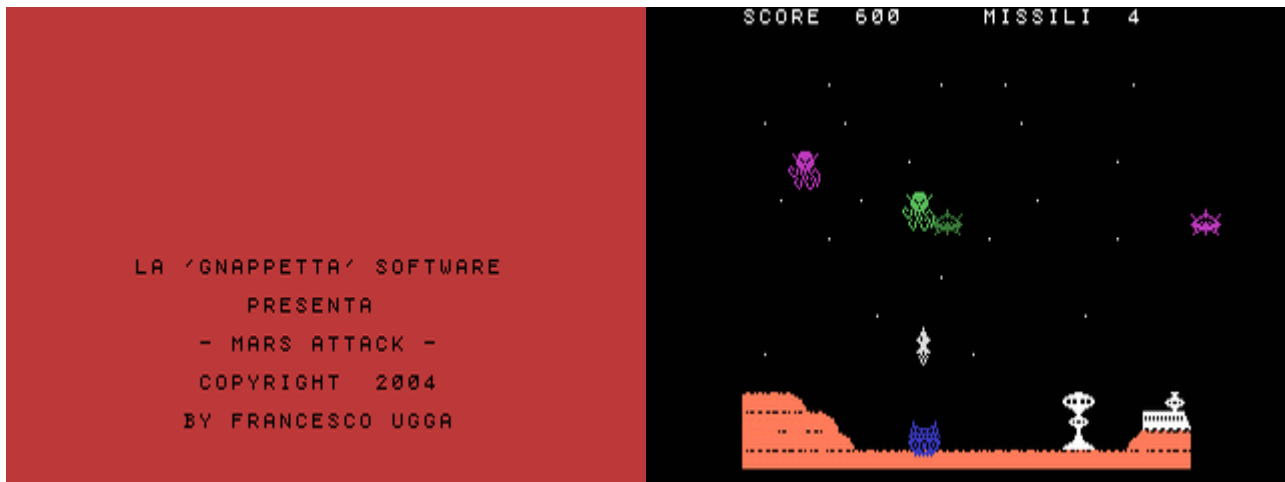 LA 'GNAPPETTA' SOFTWARE
PRESENTA
- MARS ATTACK -
COPYRIGHT 2004
BY FRANCESCO UGGA
SCORE 600 MISSILI 4